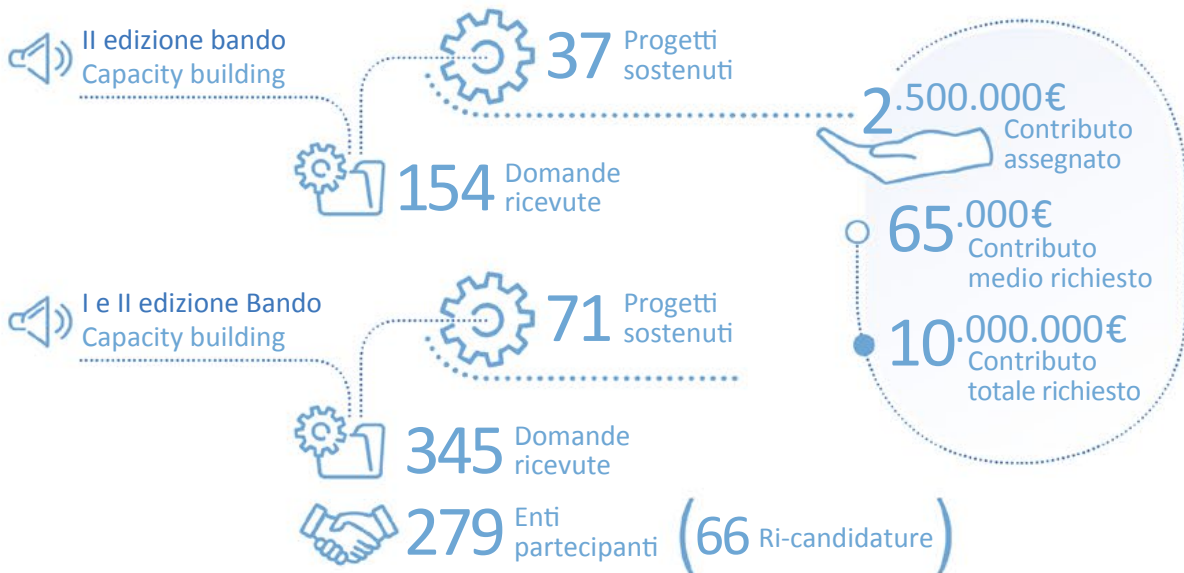 II edizione bando
Capacity building
37 Progetti
sostenuti
154 Domande
ricevute
2.500.000€
Contributo
assegnato
65.000€
Contributo
medio richiesto
10.000.000€
Contributo
totale richiesto
I e II edizione Bando
Capacity building
71 Progetti
sostenuti
345 Domande
ricevute
279 Enti
partecipanti (66 Ri-candidature)